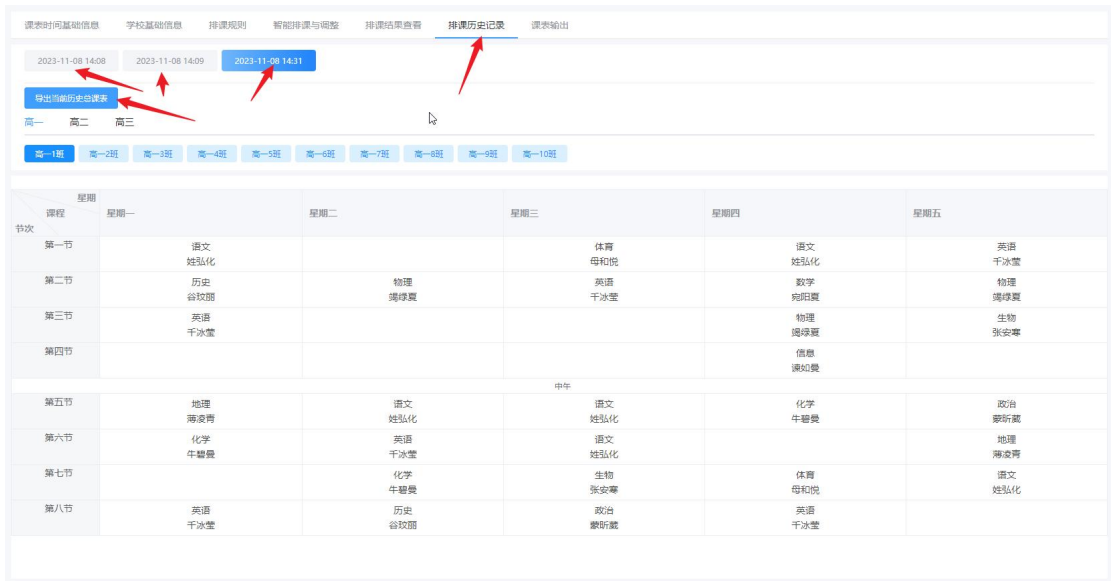 课表时间基础信息 学校基础信息 排课规则 智能排课与调整 排课结果查看 排课历史记录 课表输出
2023-11-08 14:08 2023-11-08 14:09 2023-11-08 14:31
导出当前历史总课表
高一 高二 高三
高一1班 高一2班 高一3班 高一4班 高一5班 高一6班 高一7班 高一8班 高一9班 高一10班
星期
课程 星期一 星期二 星期三 星期四 星期五
节次
第一节 语文 体育 语文 英语
姓弘化 母和悦 姓弘化 千冰莹
第二节 历史 物理 英语 数学 物理
谷玟丽 竭绿夏 千冰莹 宛阳夏 竭绿夏
第三节 英语 物理 生物
千冰莹 竭绿夏 张安寒
第四节 信息
谏如曼
中午
第五节 地理 语文 语文 化学 政治
薄凌青 姓弘化 姓弘化 牛碧曼 蒙昕葳
第六节 化学 英语 语文 地理
牛碧曼 千冰莹 姓弘化 薄凌青
第七节 化学 生物 体育 语文
牛碧曼 张安寒 母和悦 姓弘化
第八节 英语 历史 政治 英语
千冰莹 谷玟丽 蒙昕葳 千冰莹